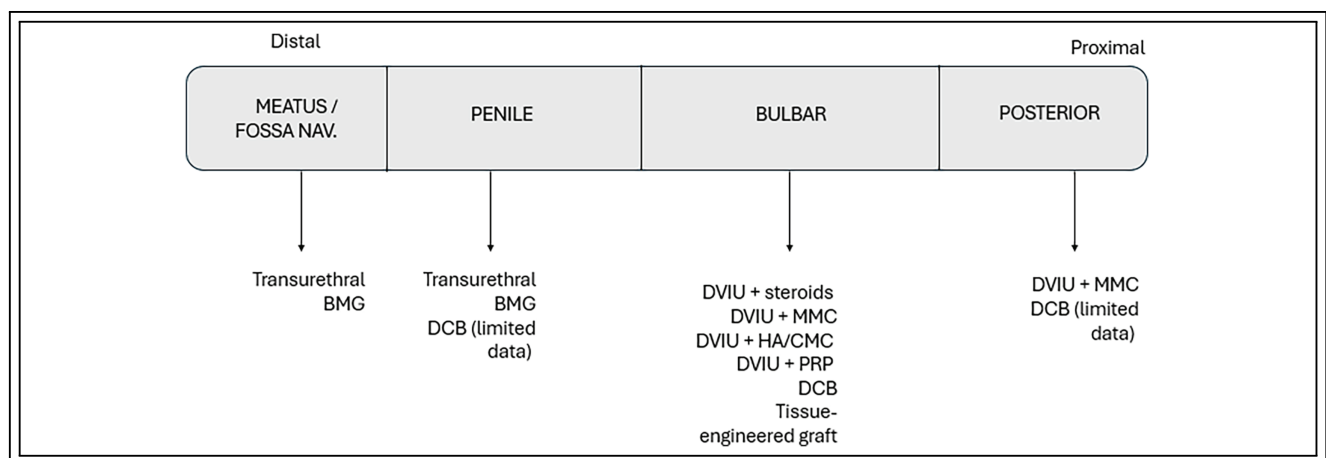 Distal
Proximal
MEATUS /
FOSSA NAV.
PENILE
BULBAR
POSTERIOR
Transurethral
BMG
Transurethral
BMG
DCB (limited
data)
DVIU + steroids
DVIU + MMC
DVIU + HA/CMC
DVIU + PRP
DCB
Tissue-
engineered graft
DVIU + MMC
DCB (limited
data)